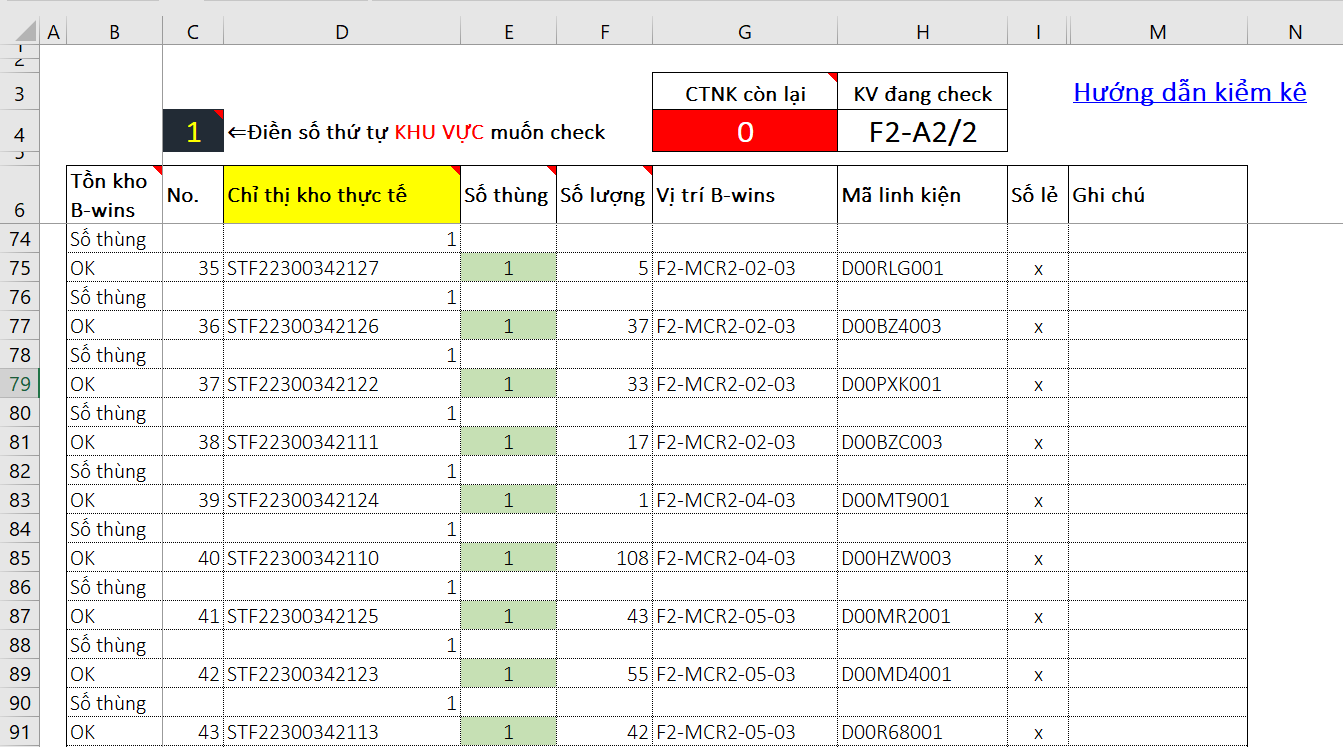 A B C D E F G H I M N
1
2
3 CTNK còn lại KV đang check Hướng dẫn kiểm kê
4 1 ⇐Điền số thứ tự KHU VỰC muốn check 0 F2-A2/2
5
Tồn kho
6 B-wins No. Chỉ thị kho thực tế Số thùng Số lượng Vị trí B-wins Mã linh kiện Số lẻ Ghi chú
74 Số thùng 1
75 OK 35 STF22300342127 1 5 F2-MCR2-02-03 D00RLG001 x
76 Số thùng 1
77 OK 36 STF22300342126 1 37 F2-MCR2-02-03 D00BZ4003 x
78 Số thùng 1
79 OK 37 STF22300342122 1 33 F2-MCR2-02-03 D00PXK001 x
80 Số thùng 1
81 OK 38 STF22300342111 1 17 F2-MCR2-02-03 D00BZC003 x
82 Số thùng 1
83 OK 39 STF22300342124 1 1 F2-MCR2-04-03 D00MT9001 x
84 Số thùng 1
85 OK 40 STF22300342110 1 108 F2-MCR2-04-03 D00HZW003 x
86 Số thùng 1
87 OK 41 STF22300342125 1 43 F2-MCR2-05-03 D00MR2001 x
88 Số thùng 1
89 OK 42 STF22300342123 1 55 F2-MCR2-05-03 D00MD4001 x
90 Số thùng 1
91 OK 43 STF22300342113 1 42 F2-MCR2-05-03 D00R68001 x